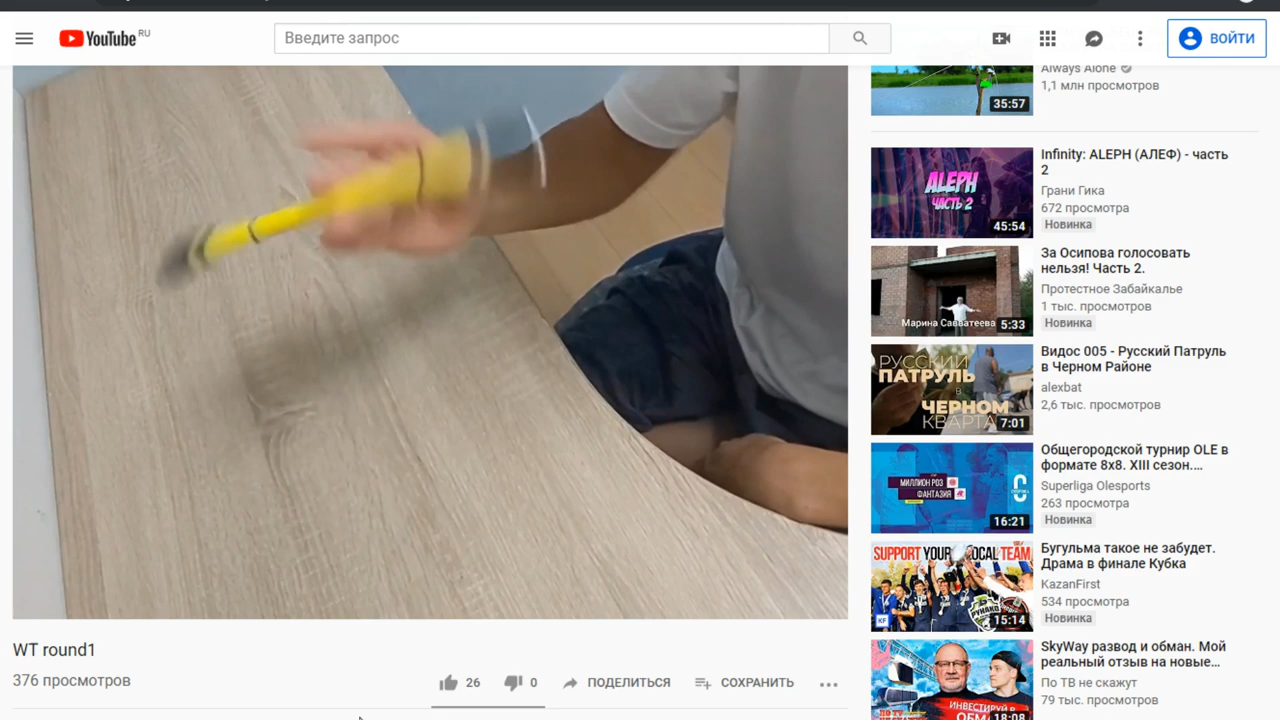 YouTube RU
Введите запрос
ВОЙТИ
WT round1
376 просмотров
26
0
ПОДЕЛИТЬСЯ
СОХРАНИТЬ
Always Alone
1,1 млн просмотров
35:57
ALEPH
ЧАСТЬ 2
45:54
Infinity: ALEPH (АЛЕФ) - часть
2
Грани Гика
672 просмотра
Новинка
Марина Савватеева
5:33
За Осипова голосовать
нельзя! Часть 2.
Протестное Забайкалье
1 тыс. просмотров
Новинка
РУССКИЙ
ПАТРУЛЬ
В
ЧЕРНОМ
КВАРТА
7:01
Видос 005 - Русский Патруль
в Черном Районе
alexbat
2,6 тыс. просмотров
МИЛЛИОН РОЗ
ФАНТАЗИЯ
16:21
Общегородской турнир OLE в
формате 8х8. XIII сезон....
Superliga Olesports
263 просмотра
Новинка
SUPPORT YOUR LOCAL TEAM
KF
15:14
Бугульма такое не забудет.
Драма в финале Кубка
KazanFirst
534 просмотра
Новинка
ИНВЕСТИРУЙ В
18:08
SkyWay развод и обман. Мой
реальный отзыв на новые...
По ТВ не скажут
79 тыс. просмотров